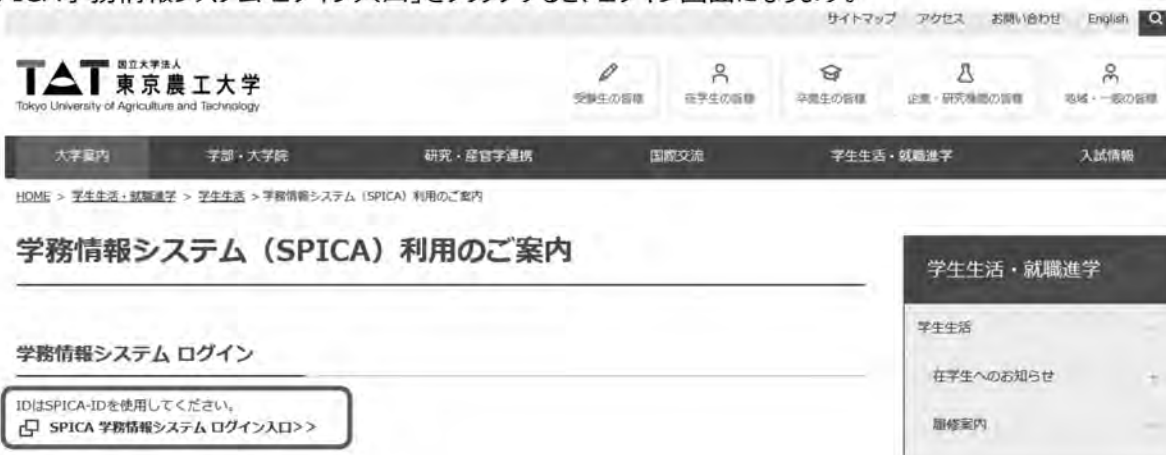 サイトマップ アクセス お問い合わせ English
国立大学法人
TAT 東京農工大学
Tokyo University of Agriculture and Technology
受験生の皆様 在学生の皆様 卒業生の皆様 企業・研究機関の皆様 地域・一般の皆様
大学案内 学部・大学院 研究・産官学連携 国際交流 学生生活・就職進学 入試情報
HOME > 学生生活・就職進学 > 学生生活 > 学務情報システム（SPICA）利用のご案内
学務情報システム（SPICA）利用のご案内
学生生活・就職進学
学生生活
学務情報システム ログイン
在学生へのお知らせ
IDはSPICA-IDを使用してください。
SPICA 学務情報システム ログイン入口>>
履修案内